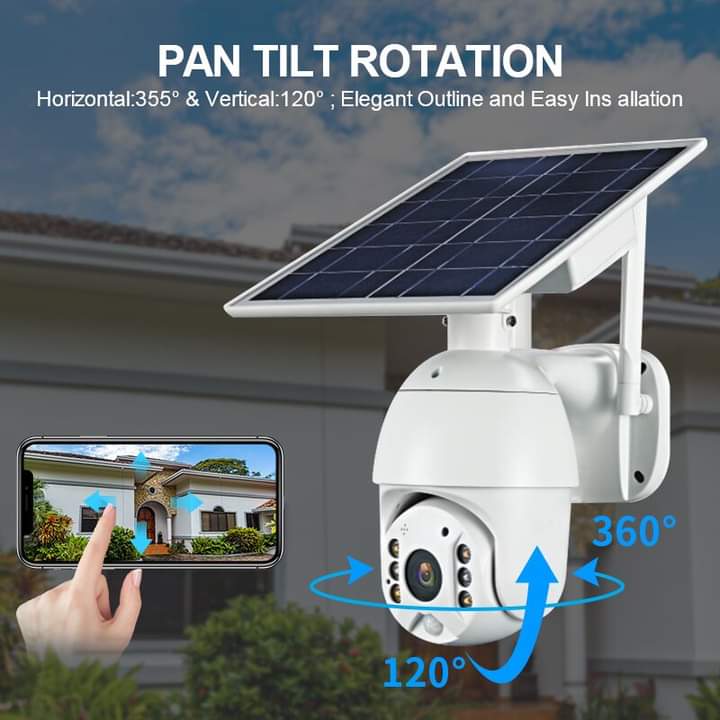 PAN TILT ROTATION
Horizontal:355° & Vertical:120° ; Elegant Outline and Easy Ins allation
360°
120°